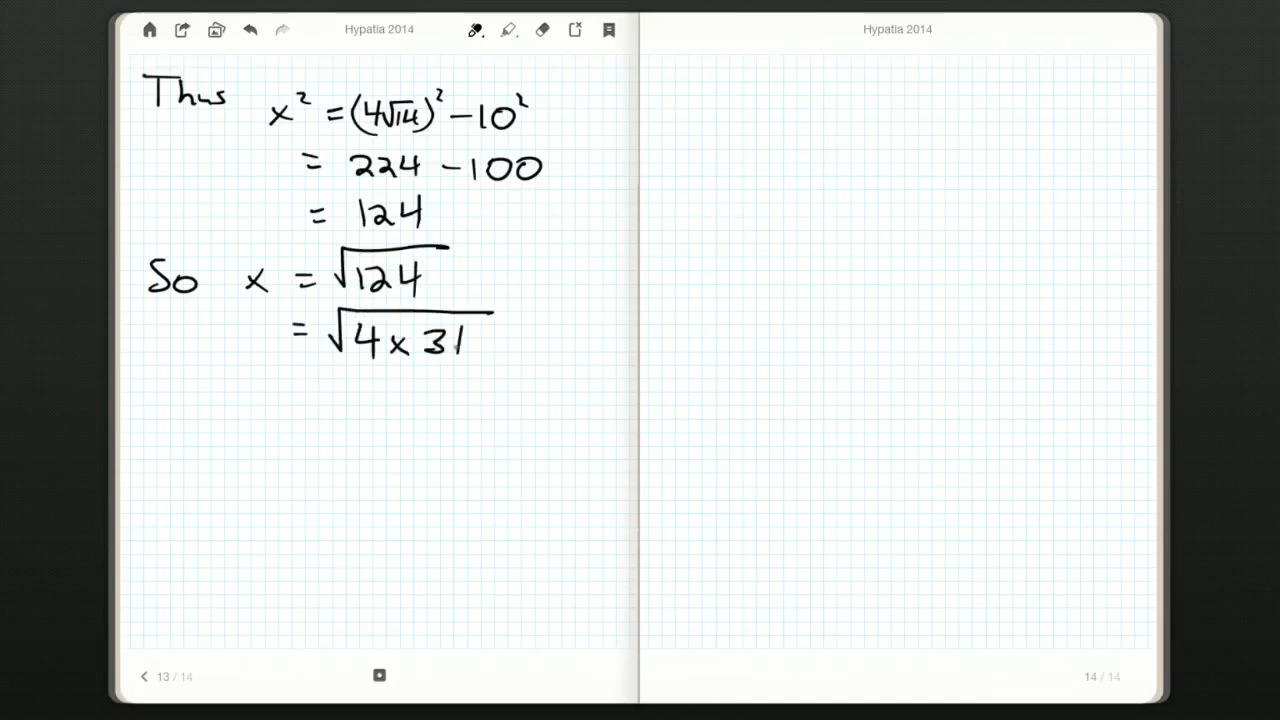 Hypatia 2014
Hypatia 2014
Thus x² = (4√14)² − 10²
= 224 − 100
= 124
So x = √124
= √4 × 31
13 / 14
14 / 14